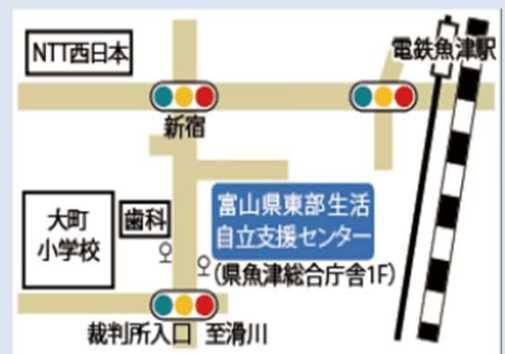 NTT西日本
電鉄魚津駅
新宿
大町
小学校
歯科
富山県東部生活
自立支援センター
(県魚津総合庁舎1F)
裁判所入口 至滑川